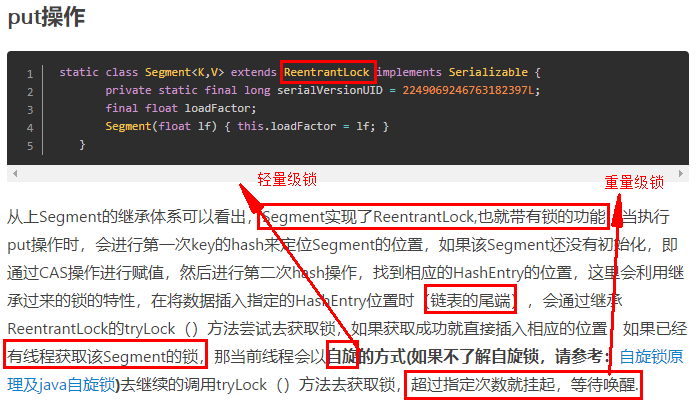 put操作
1 static class Segment<K,V> extends ReentrantLock implements Serializable {
2 private static final long serialVersionUID = 2249069246763182397L;
3 final float loadFactor;
4 Segment(float lf) { this.loadFactor = lf; }
5 }
轻量级锁
重量级锁
从上Segment的继承体系可以看出，Segment实现了ReentrantLock,也就带有锁的功能，当执行
put操作时，会进行第一次key的hash来定位Segment的位置，如果该Segment还没有初始化，即
通过CAS操作进行赋值，然后进行第二次hash操作，找到相应的HashEntry的位置，这里会利用继
承过来的锁的特性，在将数据插入指定的HashEntry位置时（链表的尾端），会通过继承
ReentrantLock的tryLock（）方法尝试去获取锁，如果获取成功就直接插入相应的位置，如果已经
有线程获取该Segment的锁，那当前线程会以自旋的方式(如果不了解自旋锁，请参考：自旋锁原
理及java自旋锁)去继续的调用tryLock（）方法去获取锁，超过指定次数就挂起，等待唤醒.